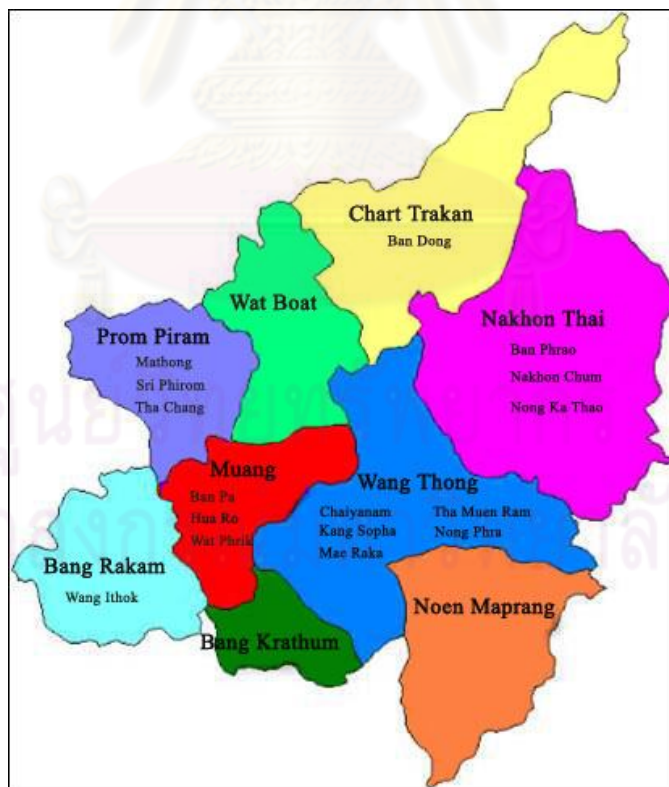 Chart Trakan
Ban Dong
Wat Boat
Nakhon Thai
Ban Phrao
Nakhon Chum
Nong Ka Thao
Prom Piram
Mathong
Sri Phirom
Tha Chang
Muang
Ban Pa
Hua Ro
Wat Phrik
Wang Thong
Chaiyanam
Kang Sopha
Mae Raka
Tha Muen Ram
Nong Phra
Bang Rakam
Wang Ithok
Noen Maprang
Bang Krathum